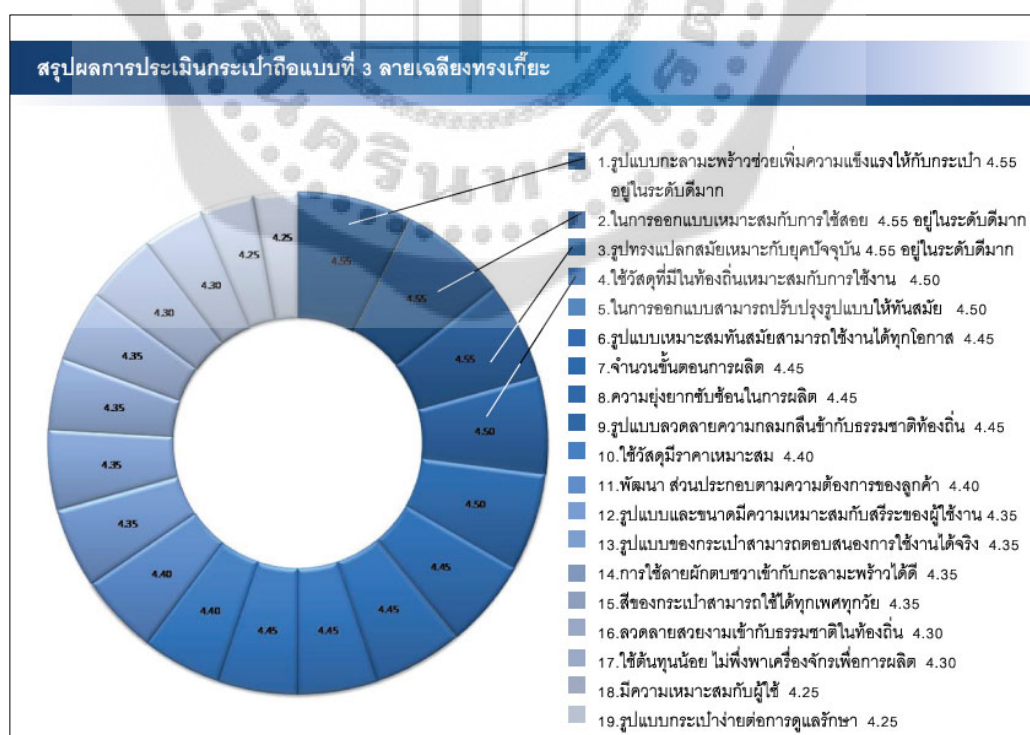 สรุปผลการประเมินกระเป๋าถือแบบที่ 3 ลายเฉลียงทรงเกี๊ยะ
1.รูปแบบกะลามะพร้าวช่วยเพิ่มความแข็งแรงให้กับกระเป๋า 4.55
อยู่ในระดับดีมาก
2.ในการออกแบบเหมาะสมกับการใช้สอย 4.55 อยู่ในระดับดีมาก
3.รูปทรงแปลกสมัยเหมาะกับยุคปัจจุบัน 4.55 อยู่ในระดับดีมาก
4.ใช้วัสดุที่มีในท้องถิ่นเหมาะสมกับการใช้งาน 4.50
5.ในการออกแบบสามารถปรับปรุงรูปแบบให้ทันสมัย 4.50
6.รูปแบบเหมาะสมทันสมัยสามารถใช้งานได้ทุกโอกาส 4.45
7.จำนวนขั้นตอนการผลิต 4.45
8.ความยุ่งยากซับซ้อนในการผลิต 4.45
9.รูปแบบลวดลายความกลมกลืนข้ากับธรรมชาติท้องถิ่น 4.45
10.ใช้วัสดุมีราคาเหมาะสม 4.40
11.พัฒนา ส่วนประกอบตามความต้องการของลูกค้า 4.40
12.รูปแบบและขนาดมีความเหมาะสมกับสรีระของผู้ใช้งาน 4.35
13.รูปแบบของกระเป๋าสามารถตอบสนองการใช้งานได้จริง 4.35
14.การใช้ลายผักตบชวาเข้ากับกะลามะพร้าวได้ดี 4.35
15.สีของกระเป๋าสามารถใช้ได้ทุกเพศทุกวัย 4.35
16.ลวดลายสวยงามเข้ากับธรรมชาติในท้องถิ่น 4.30
17.ใช้ต้นทุนน้อย ไม่พึ่งพาเครื่องจักรเพื่อการผลิต 4.30
18.มีความเหมาะสมกับผู้ใช้ 4.25
19.รูปแบบกระเป๋าง่ายต่อการดูแลรักษา 4.25
4.55
4.55
4.55
4.50
4.50
4.45
4.45
4.45
4.45
4.40
4.40
4.35
4.35
4.35
4.35
4.30
4.30
4.25
4.25